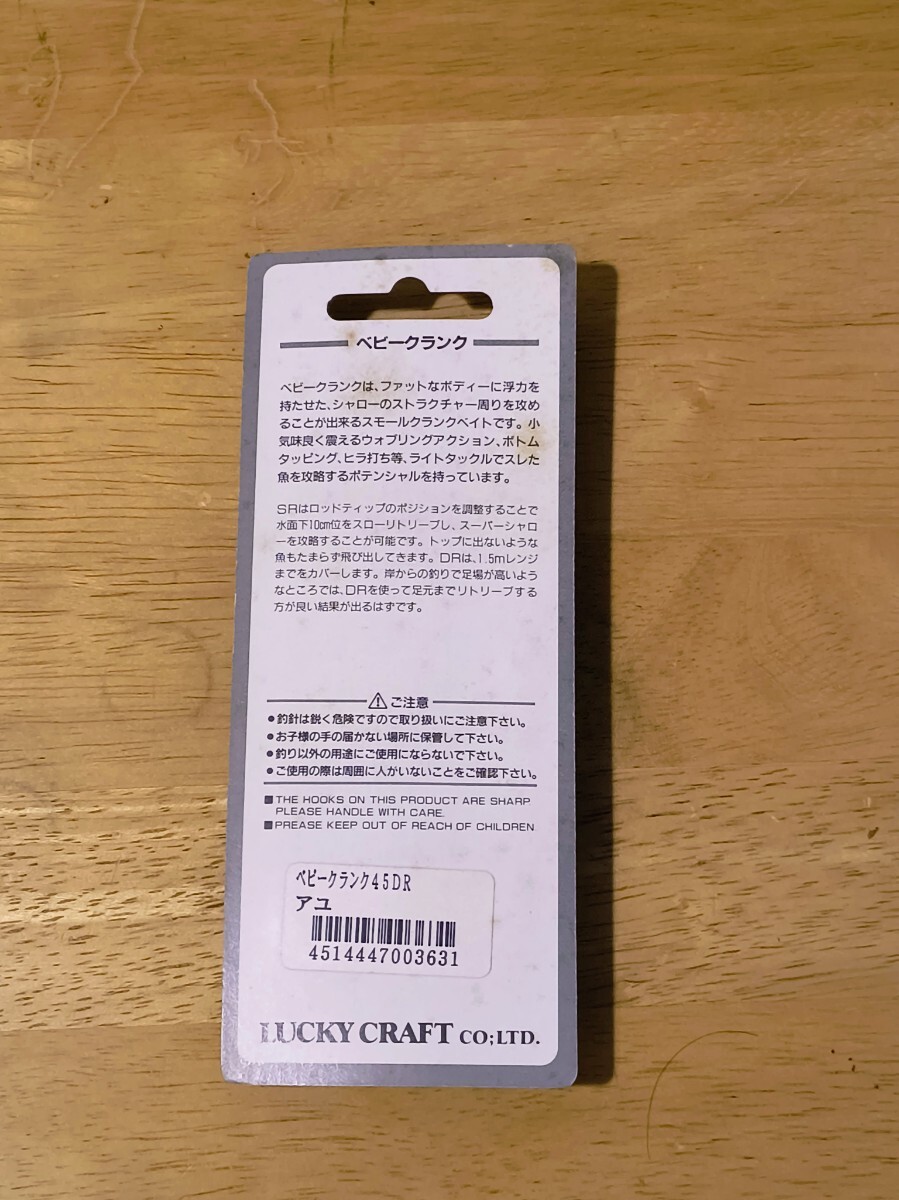 ベビークランク
ベビークランクは、ファットなボディーに浮力を
持たせた、シャローのストラクチャー周りを攻め
ることが出来るスモールクランクベイトです。小
気味良く震えるウォブリングアクション、ボトム
タッピング、ヒラ打ち等、ライトタックルでスレた
魚を攻略するポテンシャルを持っています。
SRはロッドティップのポジションを調整することで
水面下10cm位をスローリトリーブし、スーパーシャロ
ーを攻略することが可能です。トップに出ないような
魚もたまらず飛び出してきます。DRは、1.5mレンジ
までをカバーします。岸からの釣りで足場が高いよう
なところでは、DRを使って足元までリトリーブする
方が良い結果が出るはずです。
⚠ご注意
●釣針は鋭く危険ですので取り扱いにご注意下さい。
●お子様の手の届かない場所に保管して下さい。
●釣り以外の用途にご使用にならないで下さい。
●ご使用の際は周囲に人がいないことをご確認下さい。
■THE HOOKS ON THIS PRODUCT ARE SHARP
PLEASE HANDLE WITH CARE.
■PREASE KEEP OUT OF REACH OF CHILDREN
ベビークランク45DR
アユ
4514447003631
LUCKY CRAFT CO;LTD.